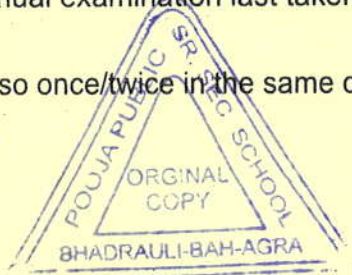 nual examination last taken
so once/twice in the same c
POOJA PUBLIC SR. SEC SCHOOL
ORGINAL
COPY
BHADRAULI-BAH-AGRA